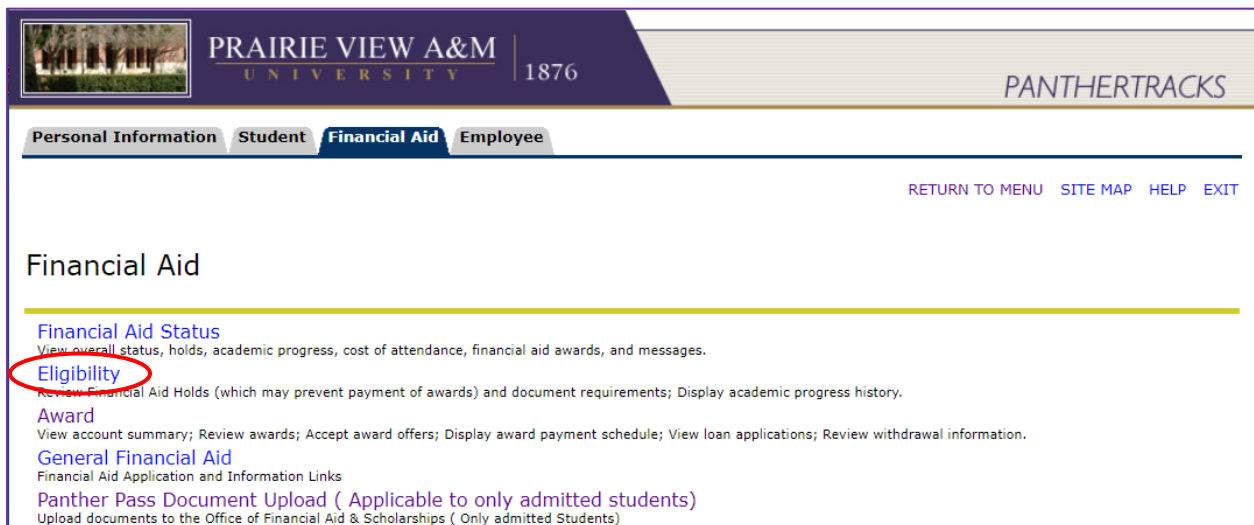 PRAIRIE VIEW A&M
UNIVERSITY
1876
PANTHERTRACKS
Personal Information Student Financial Aid Employee
RETURN TO MENU SITE MAP HELP EXIT
Financial Aid
Financial Aid Status
View overall status, holds, academic progress, cost of attendance, financial aid awards, and messages.
Eligibility
Review Financial Aid Holds (which may prevent payment of awards) and document requirements; Display academic progress history.
Award
View account summary; Review awards; Accept award offers; Display award payment schedule; View loan applications; Review withdrawal information.
General Financial Aid
Financial Aid Application and Information Links
Panther Pass Document Upload ( Applicable to only admitted students)
Upload documents to the Office of Financial Aid & Scholarships ( Only admitted Students)